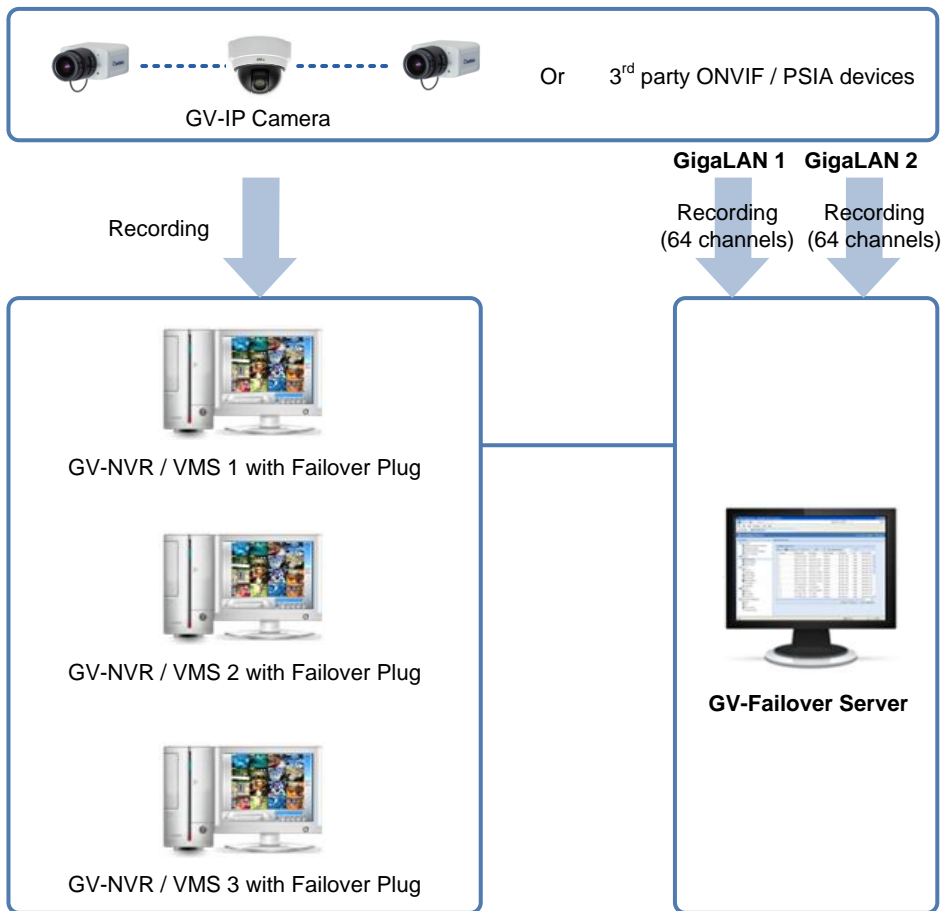 Or 3rd party ONVIF / PSIA devices
GV-IP Camera
GigaLAN 1 GigaLAN 2
Recording
Recording
(64 channels)
Recording
(64 channels)
GV-NVR / VMS 1 with Failover Plug
GV-NVR / VMS 2 with Failover Plug
GV-Failover Server
GV-NVR / VMS 3 with Failover Plug